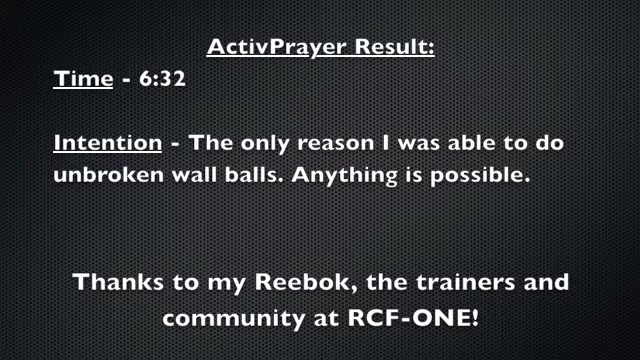 ActivPrayer Result:
Time - 6:32
Intention - The only reason I was able to do
unbroken wall balls. Anything is possible.
Thanks to my Reebok, the trainers and
community at RCF-ONE!